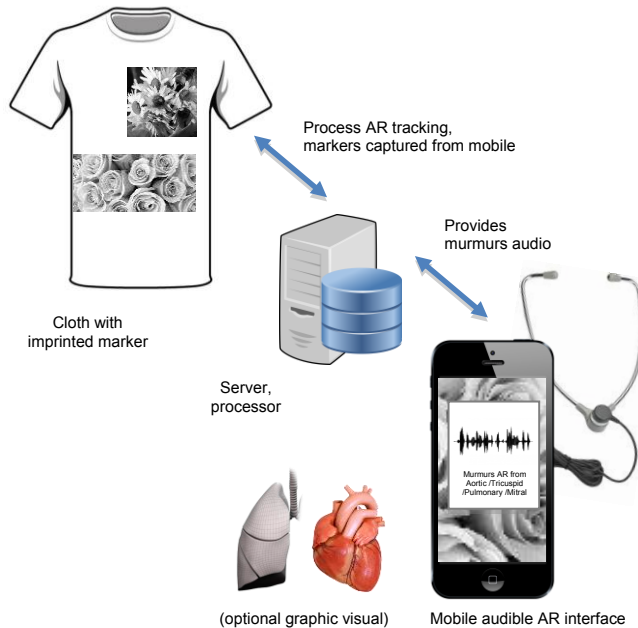 Process AR tracking,
markers captured from mobile
Provides
murmurs audio
Cloth with
imprinted marker
Server,
processor
Murmurs AR from
Aortic /Tricuspid
/Pulmonary /Mitral
(optional graphic visual)
Mobile audible AR interface